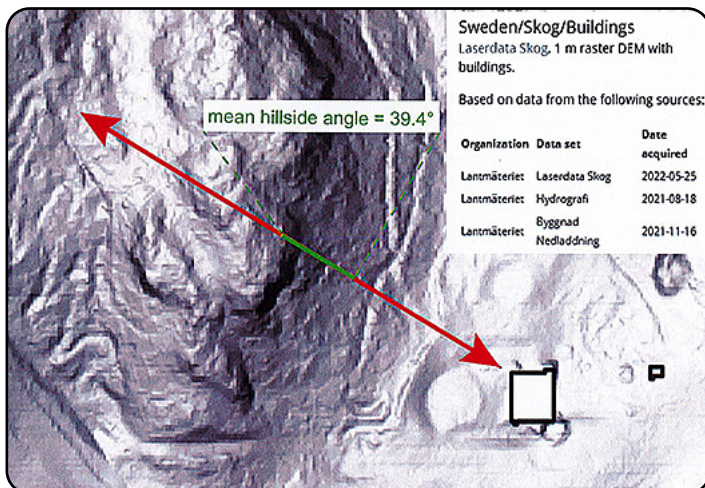 Sweden/Skog/Buildings
Laserdata Skog, 1 m raster DEM with
buildings.
Based on data from the following sources:
Organization Data set Date acquired
Lantmäteriet Laserdata Skog 2022-05-25
Lantmäteriet Hydrografi 2021-08-18
Lantmäteriet Byggnad Nedladdning 2021-11-16
mean hillside angle = 39.4°